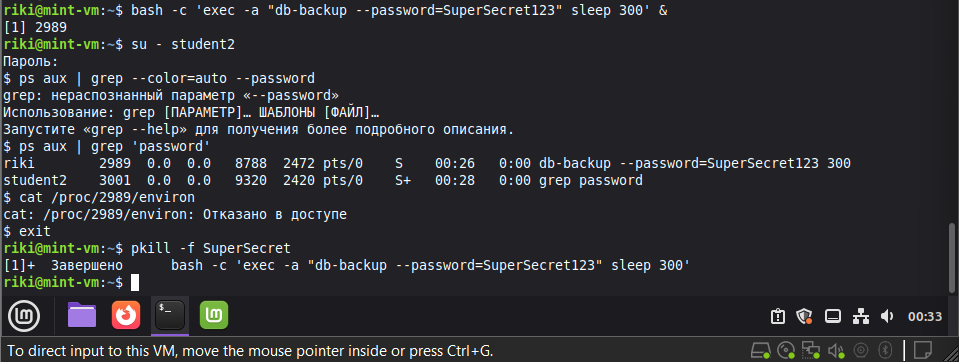 riki@mint-vm:~$ bash -c 'exec -a "db-backup --password=SuperSecret123" sleep 300' &
[1] 2989
riki@mint-vm:~$ su - student2
Пароль:
$ ps aux | grep --color=auto --password
grep: нераспознанный параметр «--password»
Использование: grep [ПАРАМЕТР]… ШАБЛОНЫ [ФАЙЛ]…
Запустите «grep --help» для получения более подробного описания.
$ ps aux | grep 'password'
riki        2989  0.0  0.0   8788  2472 pts/0    S    00:26   0:00 db-backup --password=SuperSecret123 300
student2    3001  0.0  0.0   9320  2420 pts/0    S+   00:28   0:00 grep password
$ cat /proc/2989/environ
cat: /proc/2989/environ: Отказано в доступе
$ exit
riki@mint-vm:~$ pkill -f SuperSecret
[1]+  Завершено      bash -c 'exec -a "db-backup --password=SuperSecret123" sleep 300'
riki@mint-vm:~$
$_
00:33
To direct input to this VM, move the mouse pointer inside or press Ctrl+G.